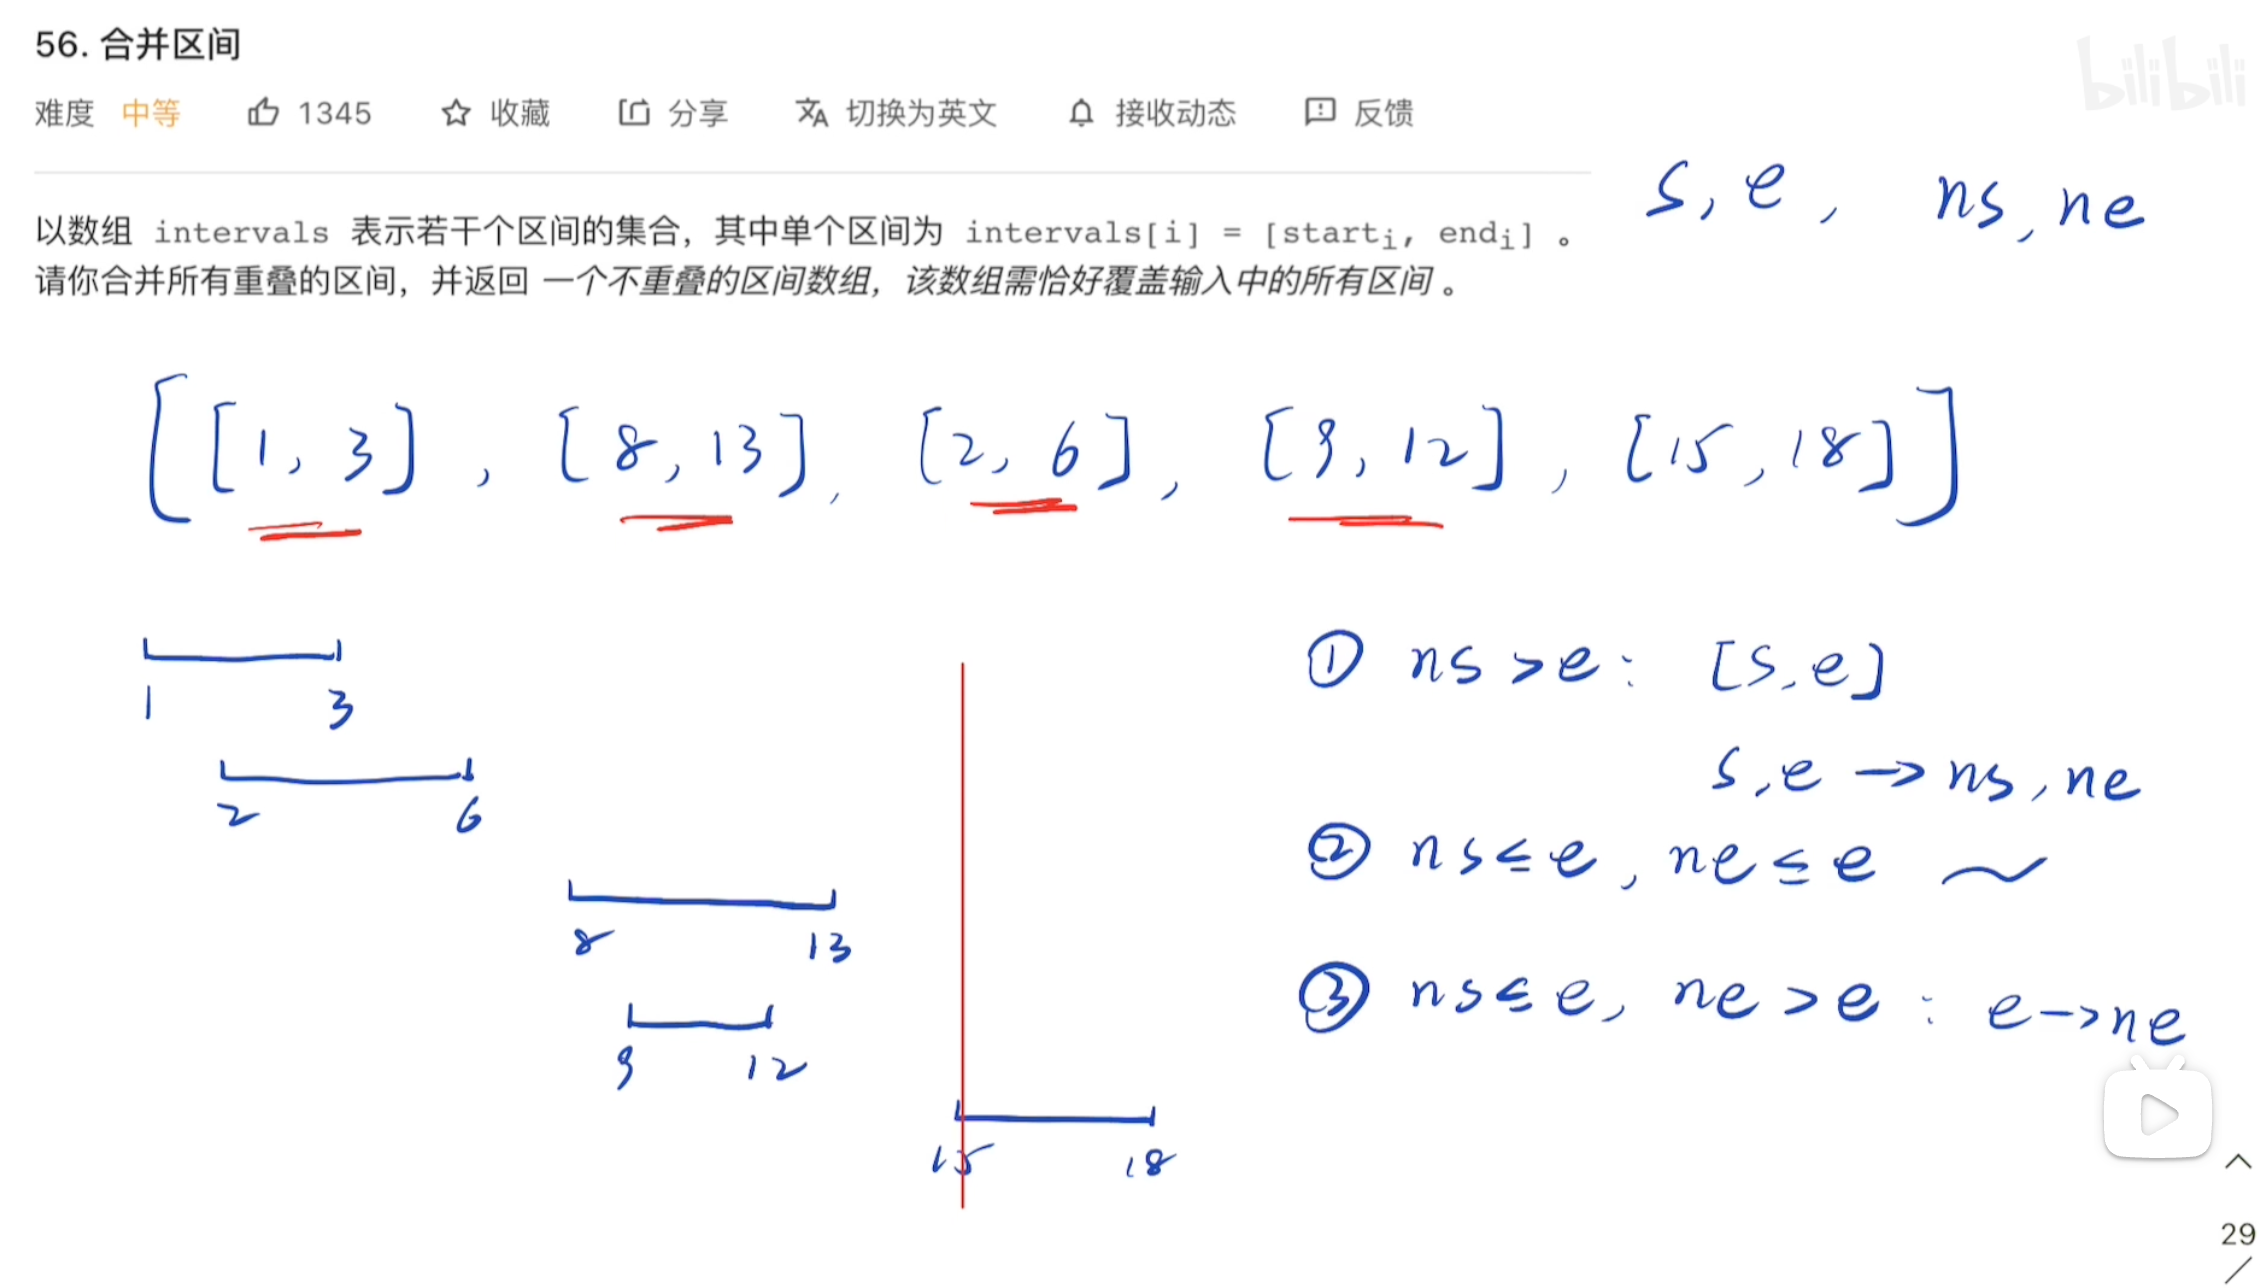 56. 合并区间
bilibili
难度 中等 1345 收藏 分享 切换为英文 接收动态 反馈
s, e, ns, ne
以数组 intervals 表示若干个区间的集合，其中单个区间为 intervals[i] = [starti, endi] 。
请你合并所有重叠的区间，并返回 一个不重叠的区间数组，该数组需恰好覆盖输入中的所有区间 。
[[1, 3], [8, 13], [2, 6], [9, 12], [15, 18]]
1 3
2 6
8 13
9 12
15 18
① ns > e : [s, e]
s, e → ns, ne
② ns ≤ e, ne ≤ e ~
③ ns ≤ e, ne > e : e → ne
29
/